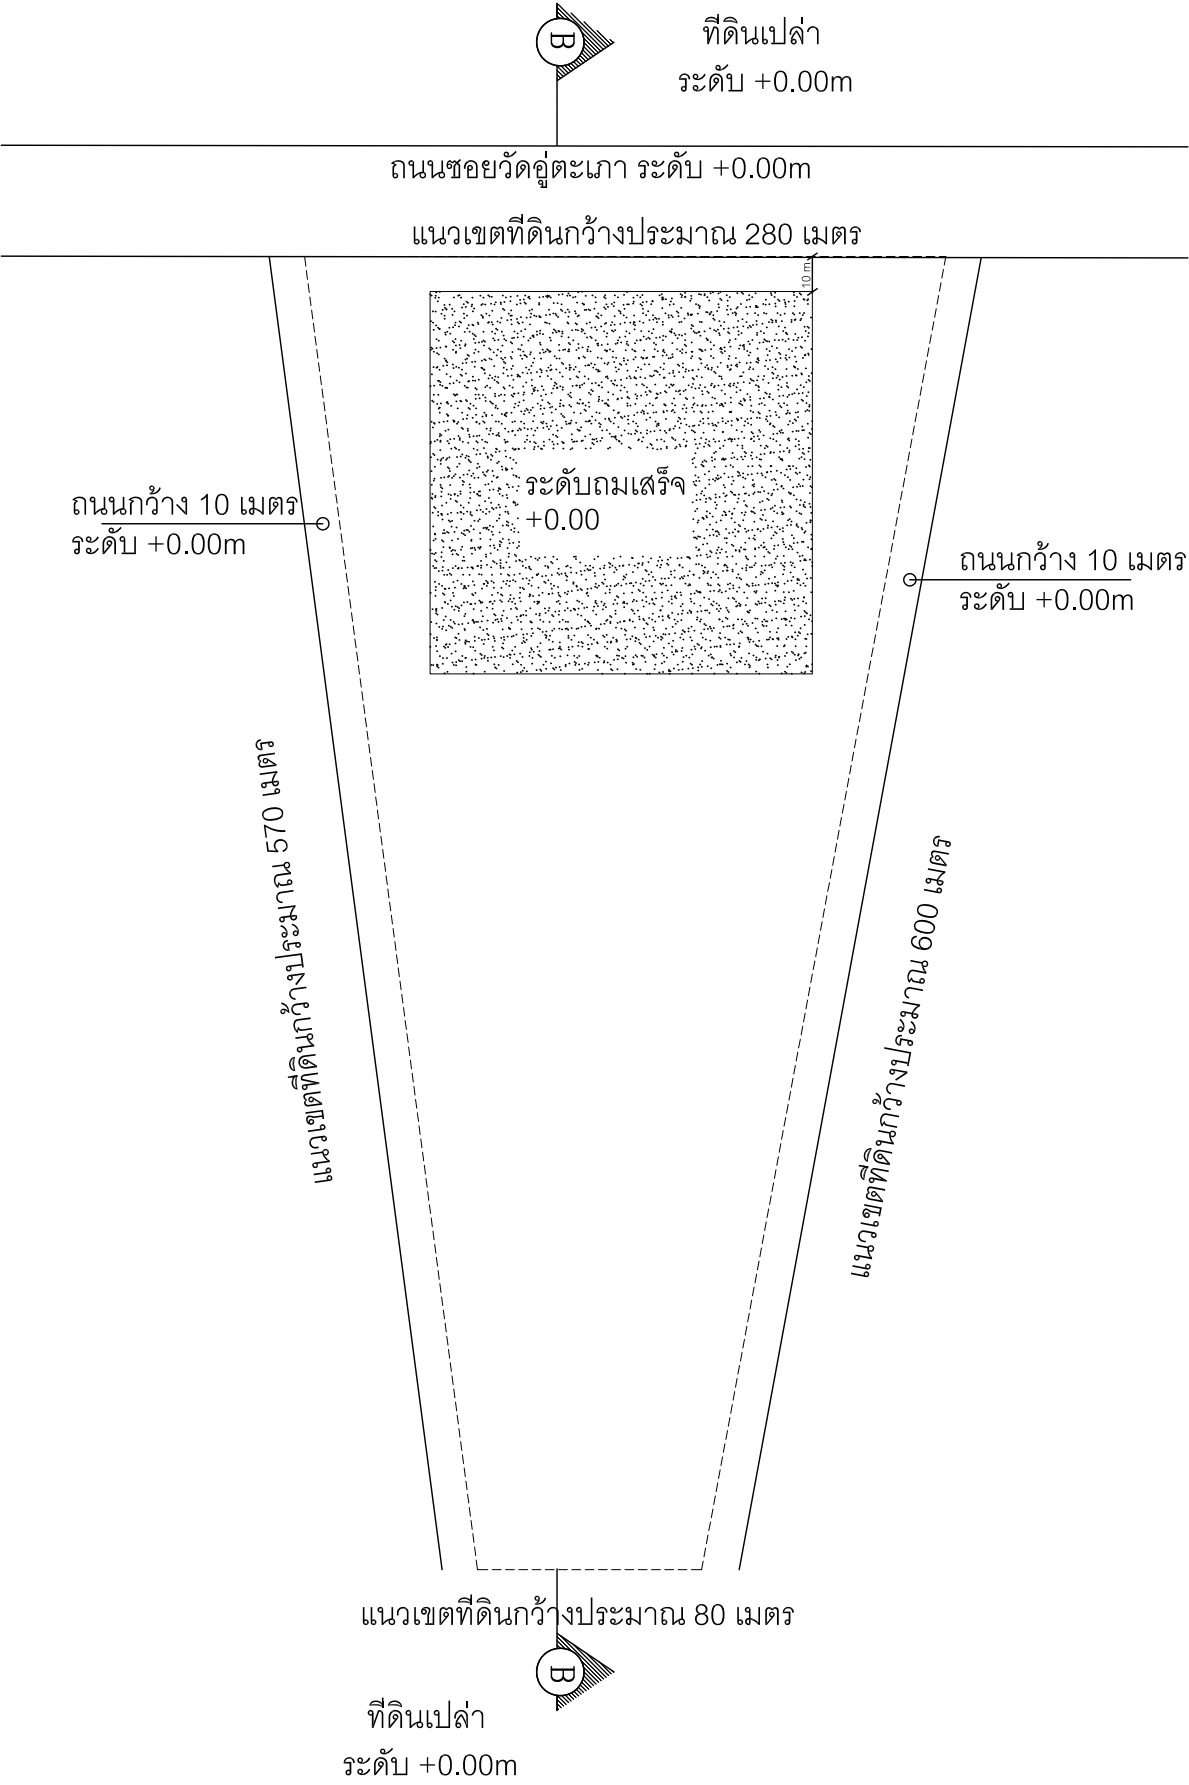 B
ที่ดินเปล่า
ระดับ +0.00m
ถนนซอยวัดอู่ตะเภา ระดับ +0.00m
แนวเขตที่ดินกว้างประมาณ 280 เมตร
10 m
ระดับถมเสร็จ
+0.00
ถนนกว้าง 10 เมตร
ระดับ +0.00m
ถนนกว้าง 10 เมตร
ระดับ +0.00m
แนวเขตที่ดินกว้างประมาณ 570 เมตร
แนวเขตที่ดินกว้างประมาณ 600 เมตร
แนวเขตที่ดินกว้างประมาณ 80 เมตร
B
ที่ดินเปล่า
ระดับ +0.00m